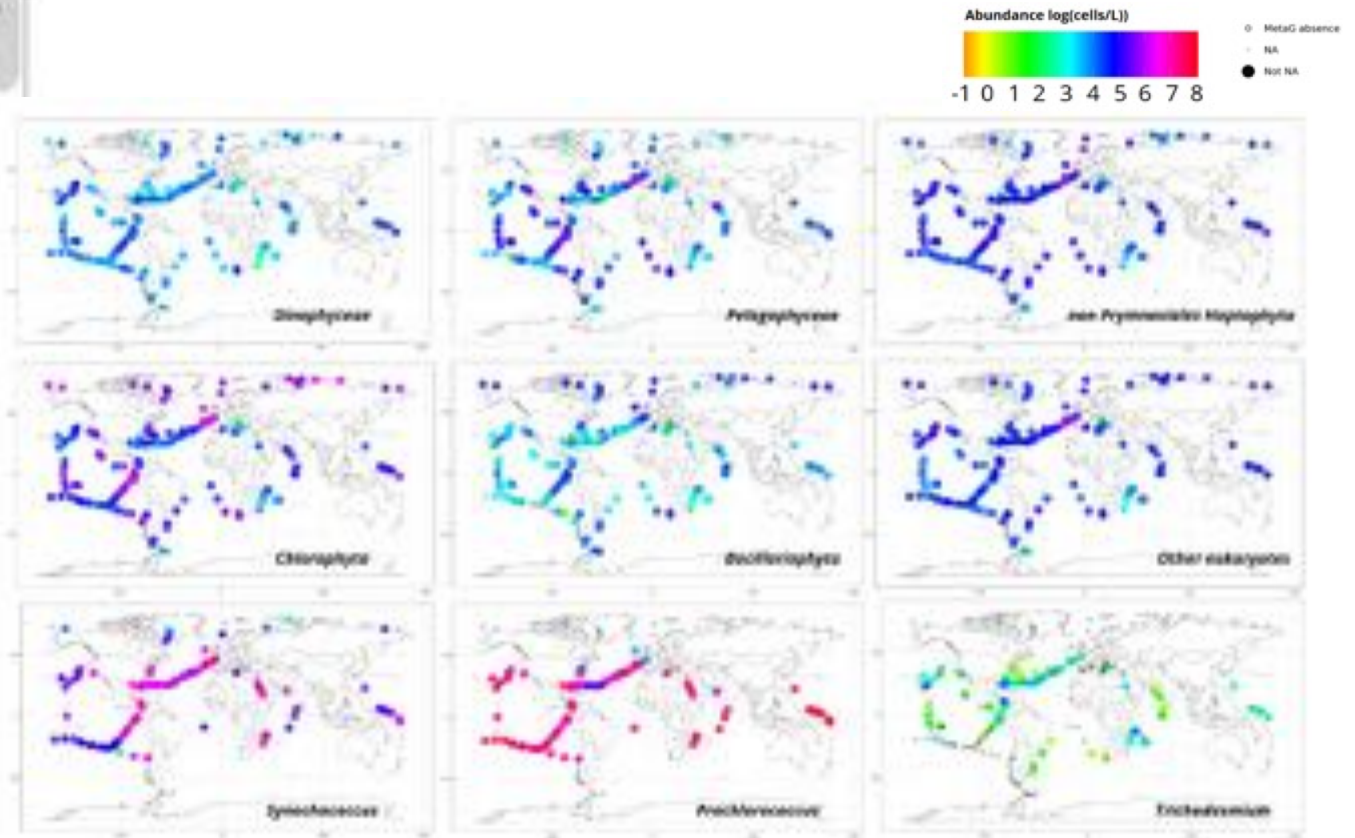 Abundance log(cells/L))
-1 0 1 2 3 4 5 6 7 8
MetaG absence
NA
Not NA
Dinophyceae
Pelagophyceae
non Prymnesiales Haptophyta
Chlorophyta
Bacillariophyta
Other eukaryotes
Synechococcus
Prochlorococcus
Trichodesmium